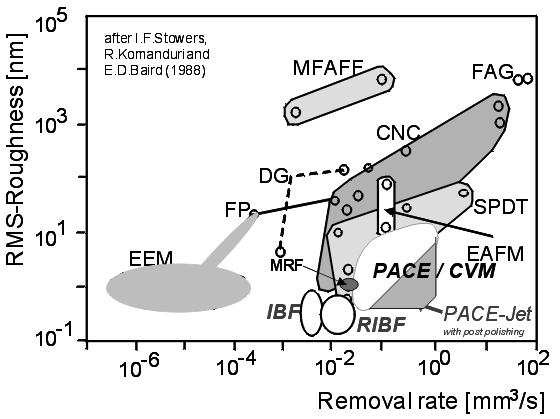 10^5
10^3
10^1
10^-1
RMS-Roughness [nm]
after I.F.Stowers,
R.Komanduri and
E.D.Baird (1988)
MFAFF
FAG
CNC
DG
FP
SPDT
EEM
EAFM
MRF
PACE / CVM
IBF
RIBF
PACE-Jet
with post polishing
10^-6
10^-4
10^-2
10^0
10^2
Removal rate [mm³/s]